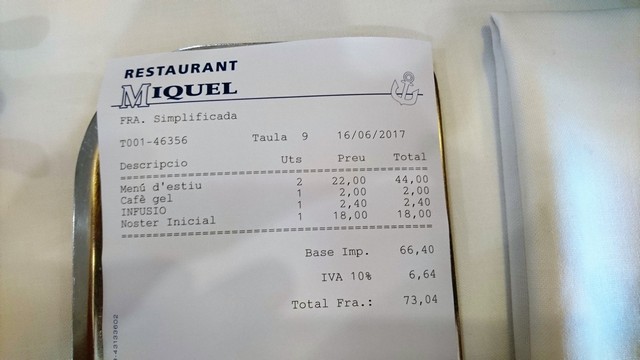 RESTAURANT
MIQUEL
FRA. Simplificada
T001-46356 Taula 9 16/06/2017
Descripcio Uts Preu Total
Menú d'estiu 2 22,00 44,00
Cafè gel 1 2,00 2,00
INFUSIO 1 2,40 2,40
Noster Inicial 1 18,00 18,00
Base Imp. 66,40
IVA 10% 6,64
Total Fra.: 73,04